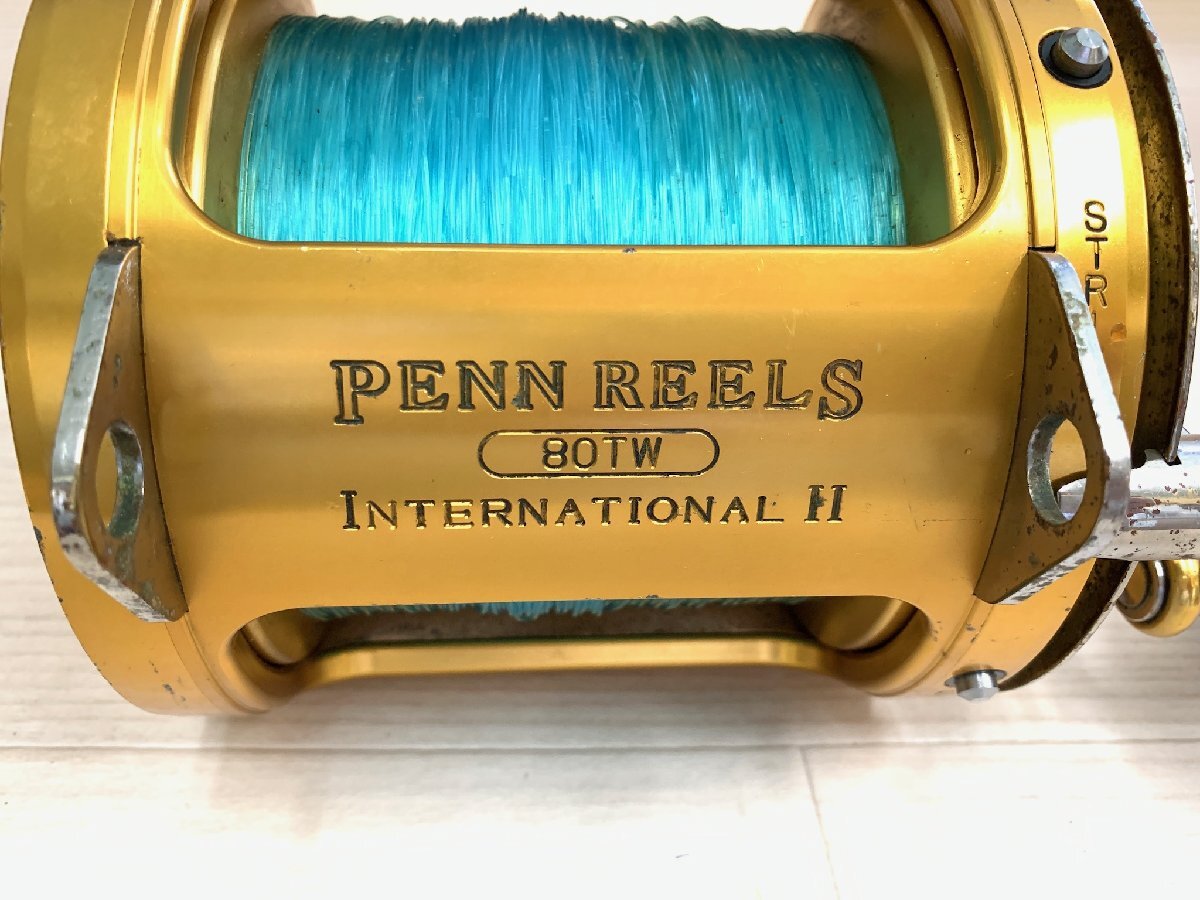 PENN REELS
80TW
INTERNATIONAL II